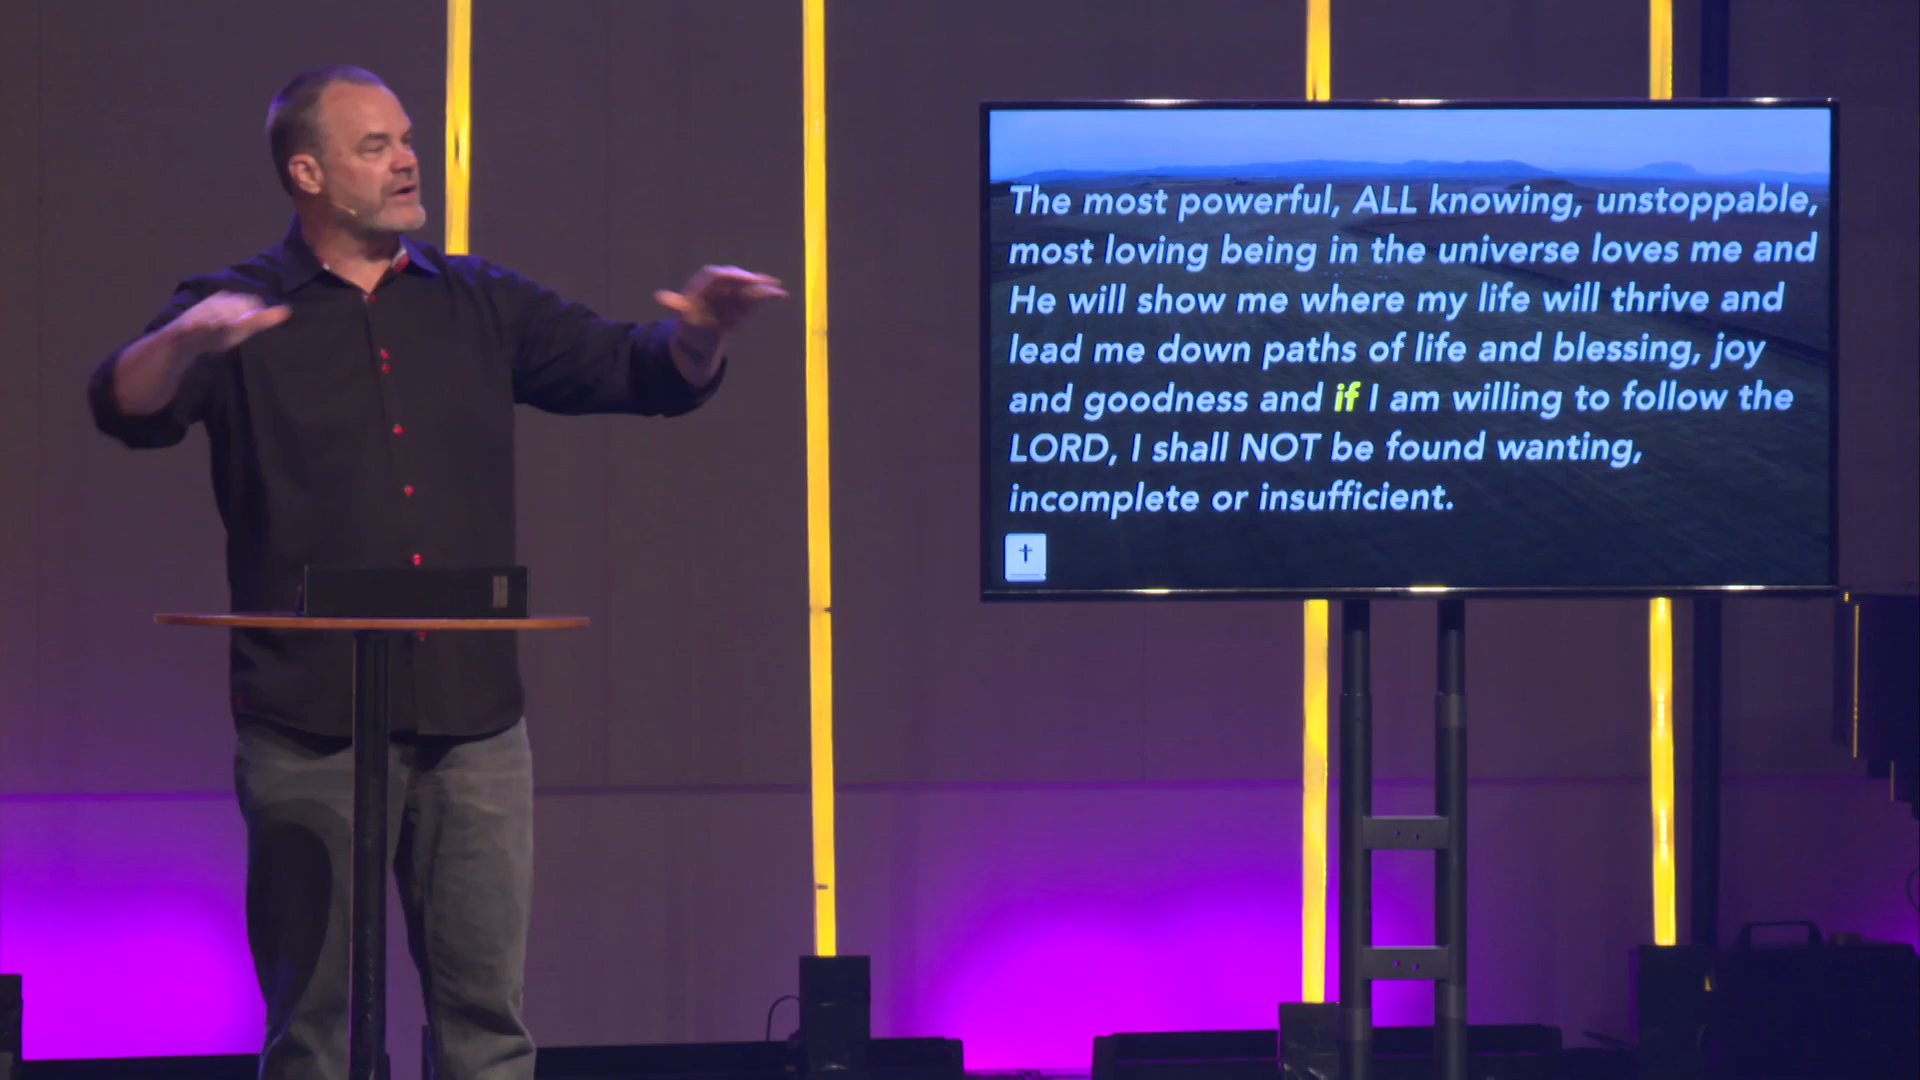 The most powerful, ALL knowing, unstoppable,
most loving being in the universe loves me and
He will show me where my life will thrive and
lead me down paths of life and blessing, joy
and goodness and if I am willing to follow the
LORD, I shall NOT be found wanting,
incomplete or insufficient.